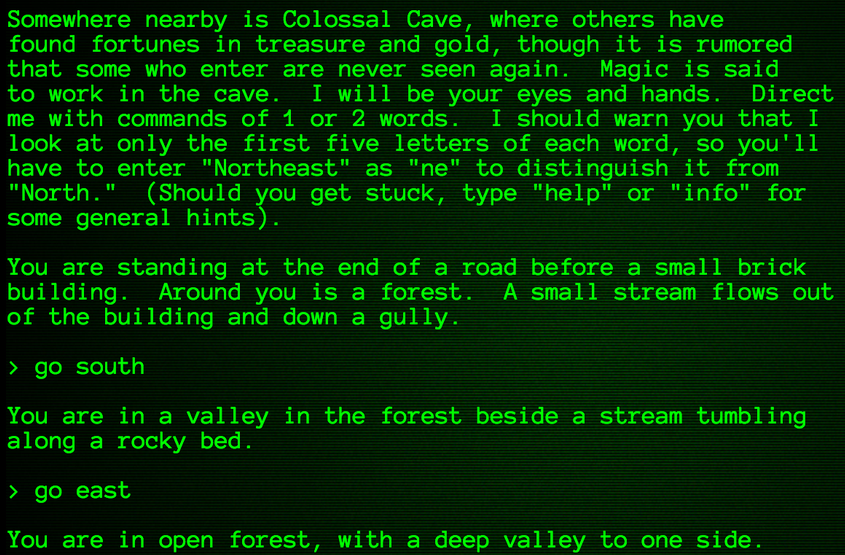 Somewhere nearby is Colossal Cave, where others have
found fortunes in treasure and gold, though it is rumored
that some who enter are never seen again.  Magic is said
to work in the cave.  I will be your eyes and hands.  Direct
me with commands of 1 or 2 words.  I should warn you that I
look at only the first five letters of each word, so you'll
have to enter "Northeast" as "ne" to distinguish it from
"North."  (Should you get stuck, type "help" or "info" for
some general hints).
You are standing at the end of a road before a small brick
building.  Around you is a forest.  A small stream flows out
of the building and down a gully.
> go south
You are in a valley in the forest beside a stream tumbling
along a rocky bed.
> go east
You are in open forest, with a deep valley to one side.